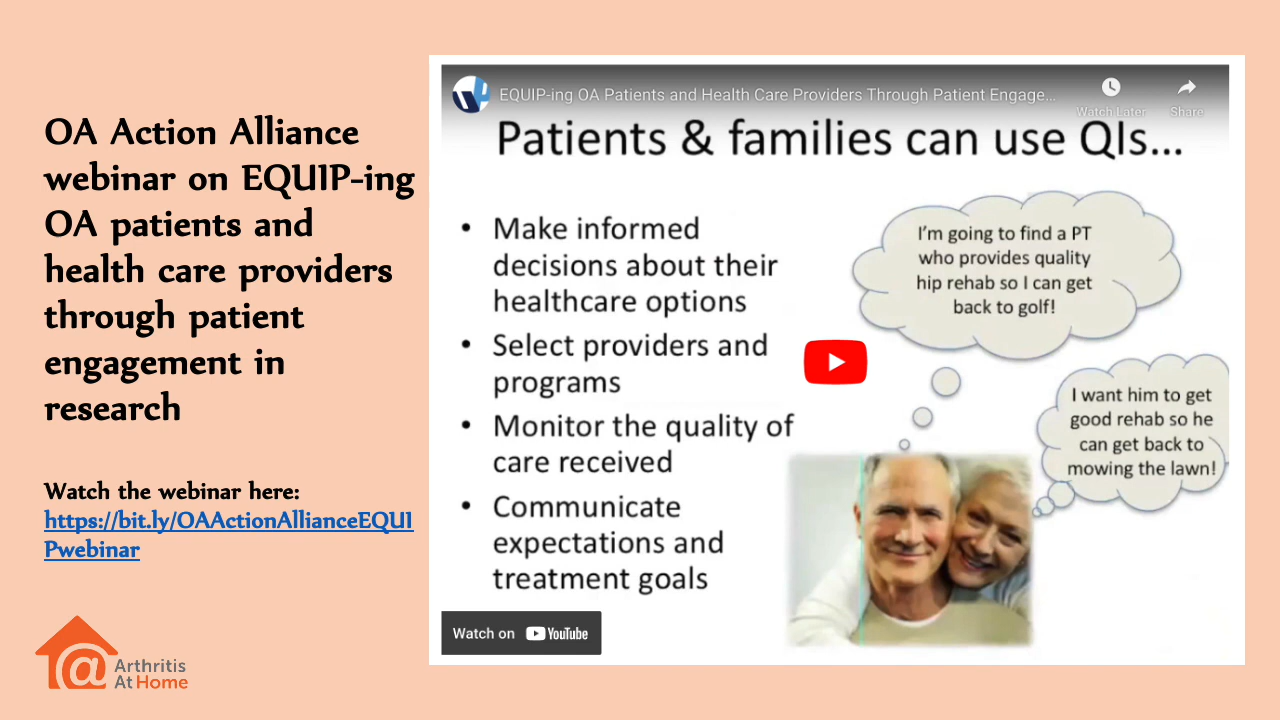 OA Action Alliance
webinar on EQUIP-ing
OA patients and
health care providers
through patient
engagement in
research
Watch the webinar here:
https://bit.ly/OAActionAllianceEQUI
Pwebinar
@ Arthritis
At Home
EQUIP-ing OA Patients and Health Care Providers Through Patient Engage...
Watch Later
Share
Patients & families can use QIs...
• Make informed
decisions about their
healthcare options
• Select providers and
programs
• Monitor the quality of
care received
• Communicate
expectations and
treatment goals
I'm going to find a PT
who provides quality
hip rehab so I can get
back to golf!
I want him to get
good rehab so he
can get back to
mowing the lawn!
Watch on YouTube